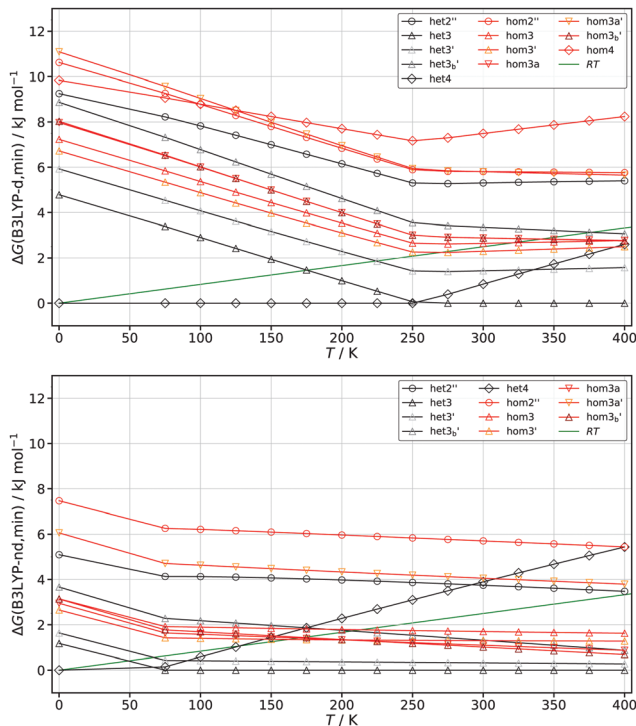 12
10
8
6
4
2
0
ΔG(B3LYP-d,min) / kJ mol⁻¹
het2''
het3
het3'
het3b'
het4
hom2''
hom3
hom3'
hom3a
hom3a'
hom3b'
hom4
RT
0 50 100 150 200 250 300 350 400
T / K
12
10
8
6
4
2
0
ΔG(B3LYP-nd,min) / kJ mol⁻¹
het2''
het3
het3'
het3b'
het4
hom2''
hom3
hom3'
hom3a
hom3a'
hom3b'
RT
0 50 100 150 200 250 300 350 400
T / K